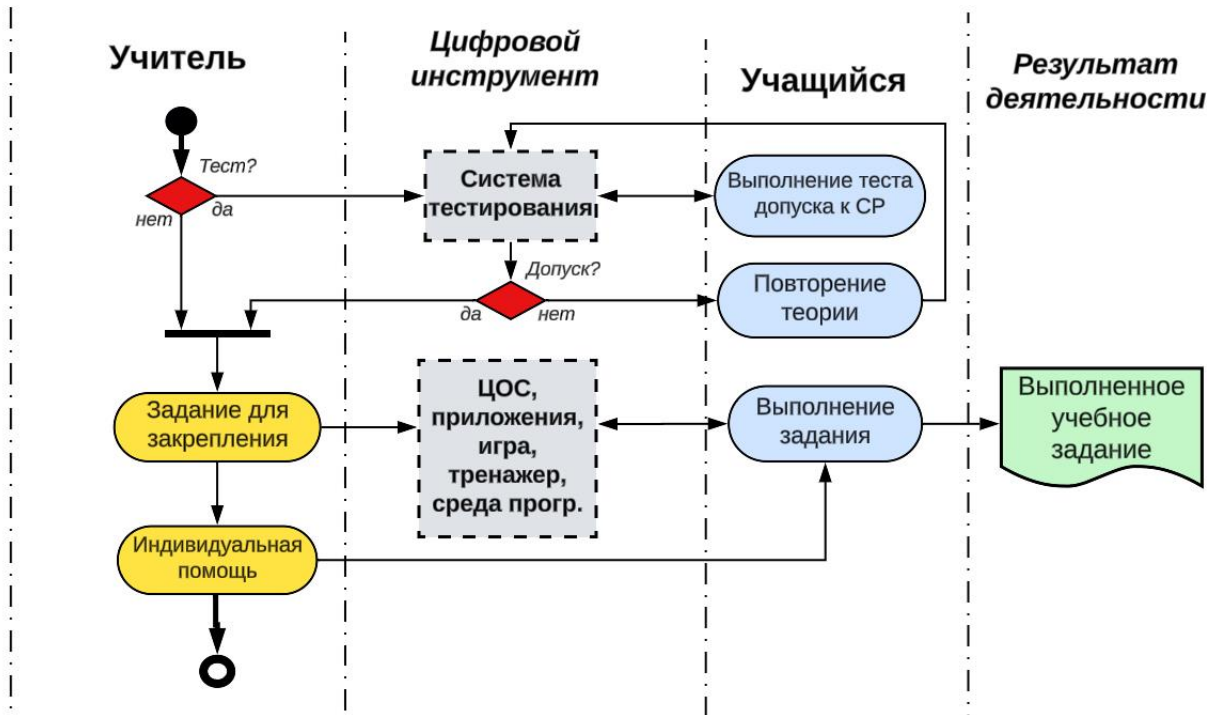 Учитель
Цифровой
инструмент
Учащийся
Результат
деятельности
Тест?
нет
да
Система
тестирования
Выполнение теста
допуска к СР
Допуск?
да
нет
Повторение
теории
Задание для
закрепления
ЦОС,
приложения,
игра,
тренажер,
среда прогр.
Выполнение
задания
Выполненное
учебное
задание
Индивидуальная
помощь